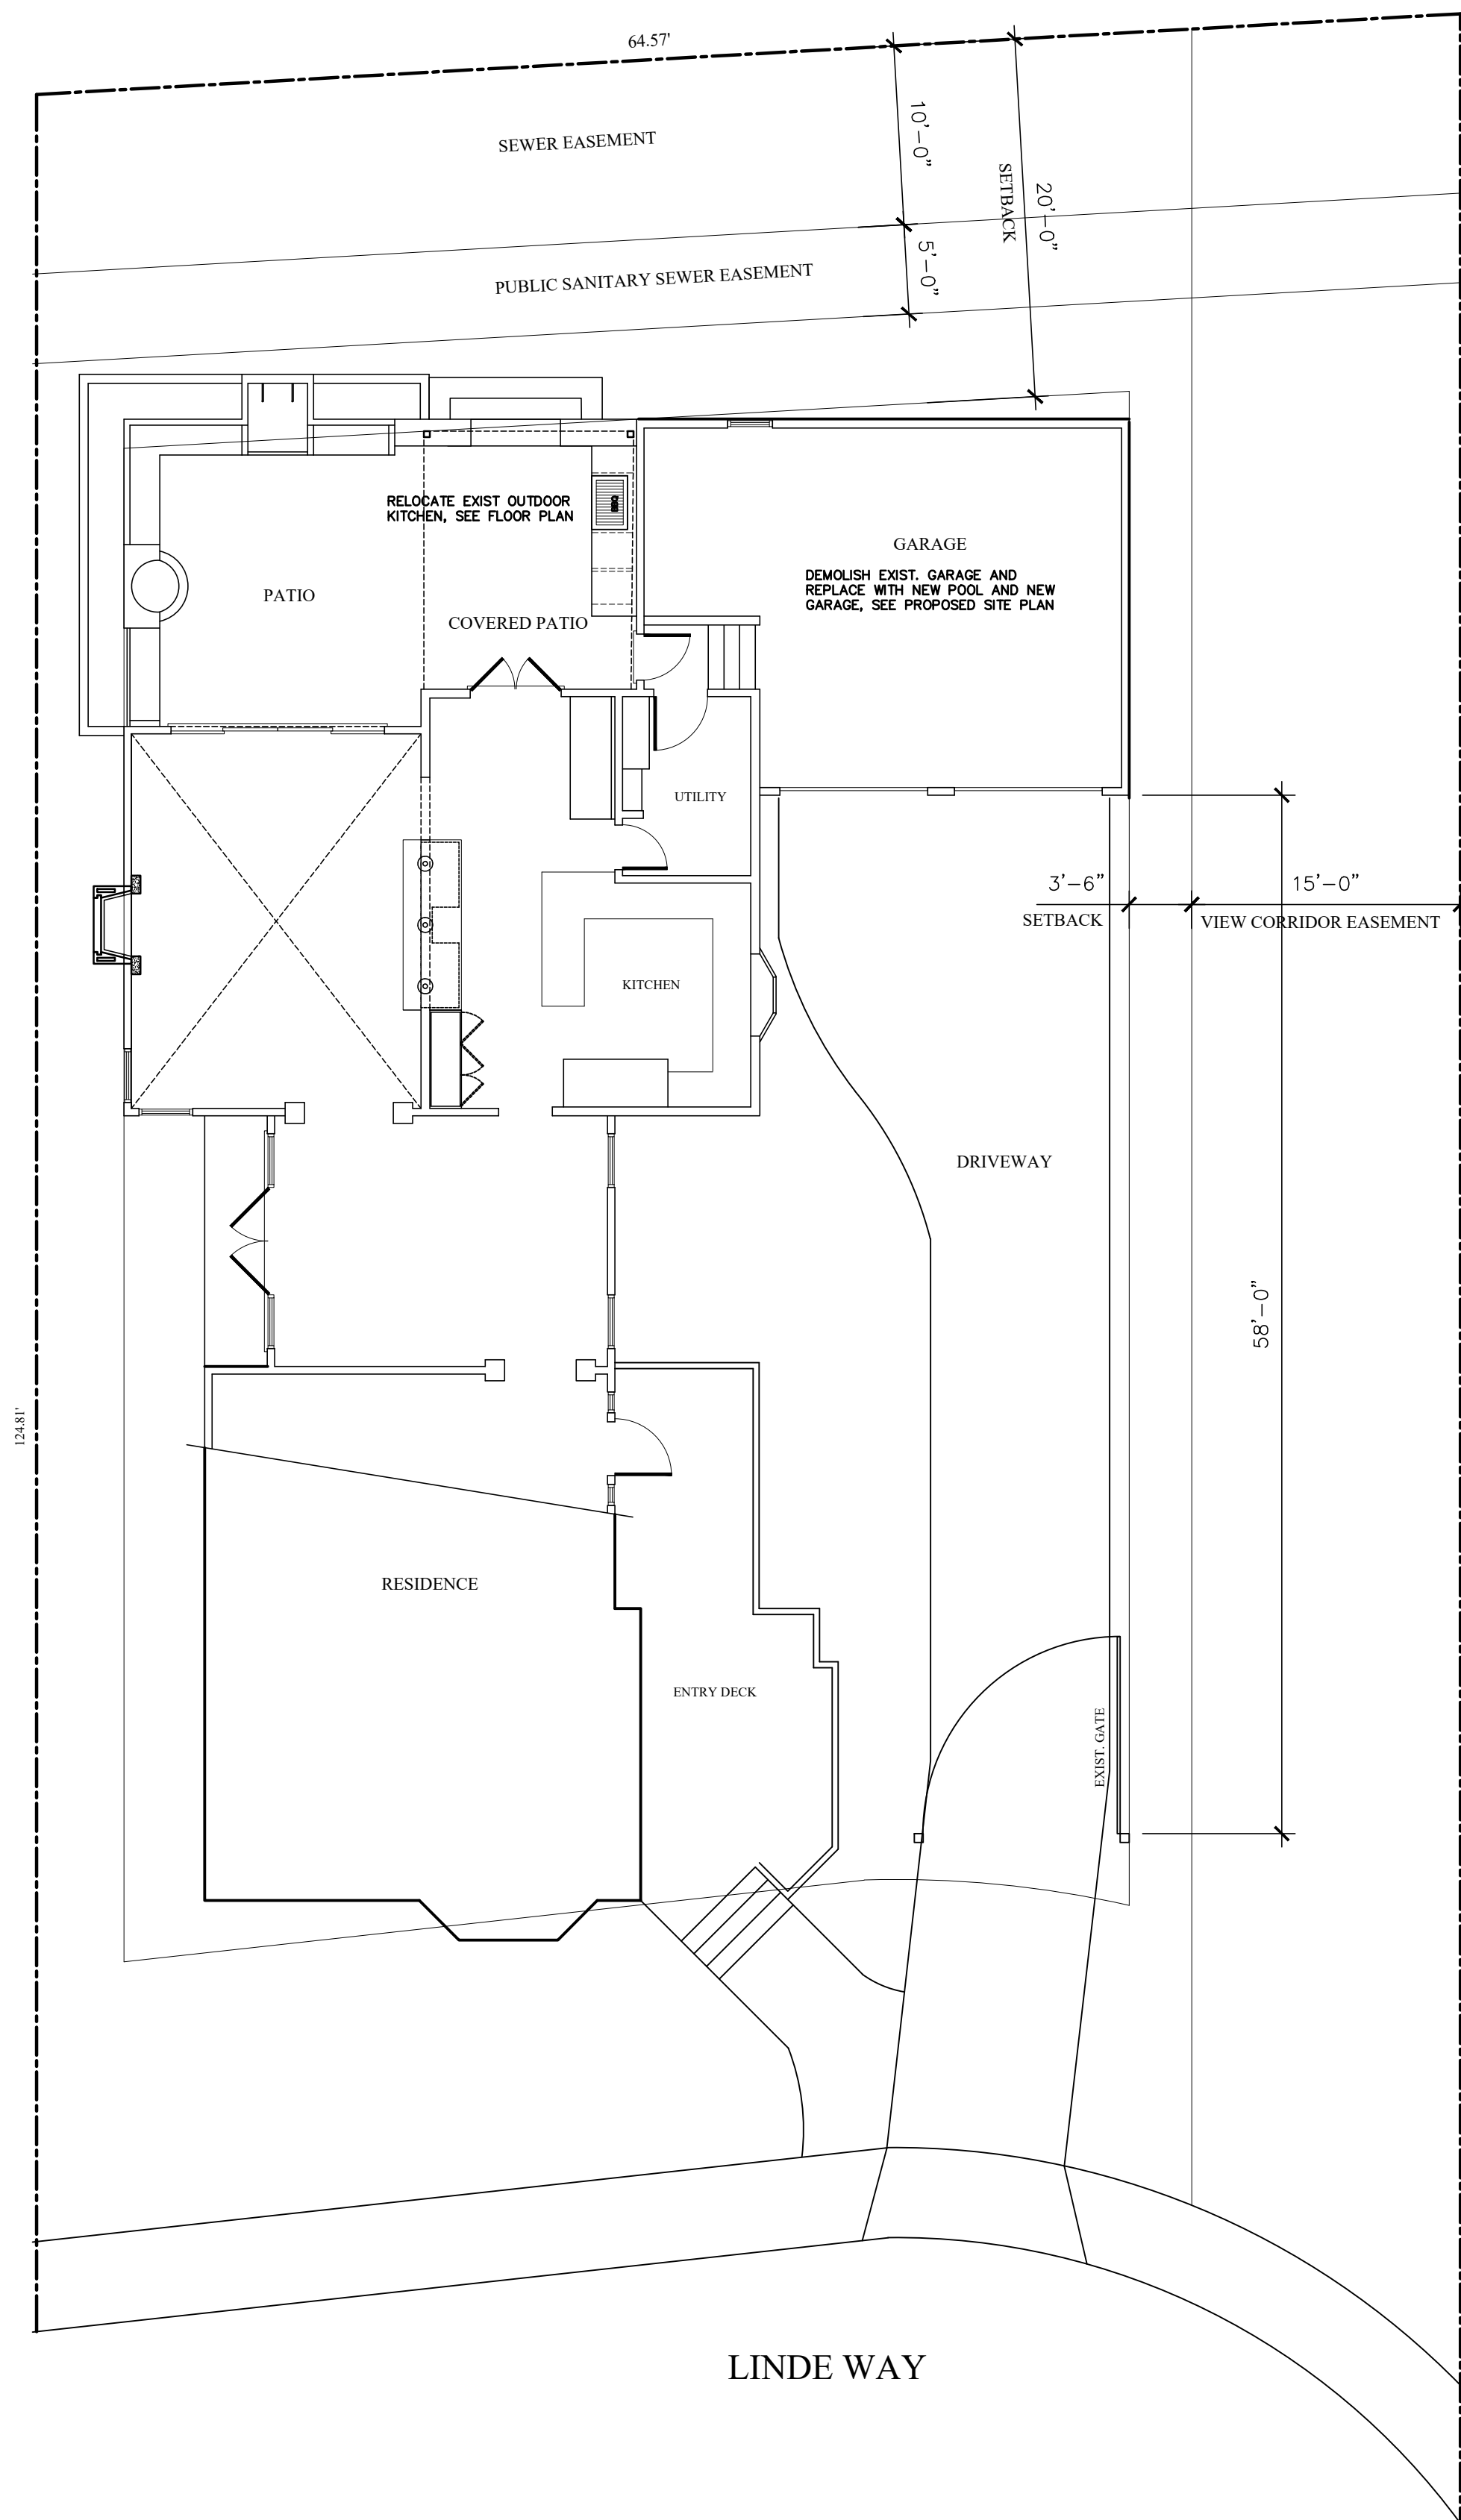 64.57'
SEWER EASEMENT
10'-0"
SETBACK
20'-0"
5'-0"
PUBLIC SANITARY SEWER EASEMENT
RELOCATE EXIST OUTDOOR
KITCHEN, SEE FLOOR PLAN
BBQ
GARAGE
DEMOLISH EXIST. GARAGE AND
REPLACE WITH NEW POOL AND NEW
GARAGE, SEE PROPOSED SITE PLAN
PATIO
COVERED PATIO
UTILITY
3'-6"
15'-0"
SETBACK
VIEW CORRIDOR EASEMENT
KITCHEN
DRIVEWAY
58'-0"
124.81'
RESIDENCE
ENTRY DECK
EXIST. GATE
LINDE WAY